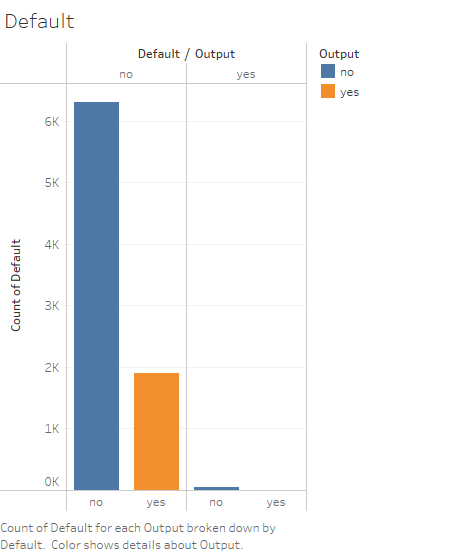 Default
Default / Output
no yes
Output
no
yes
6K
5K
4K
3K
2K
1K
0K
Count of Default
no yes no yes
Count of Default for each Output broken down by
Default. Color shows details about Output.